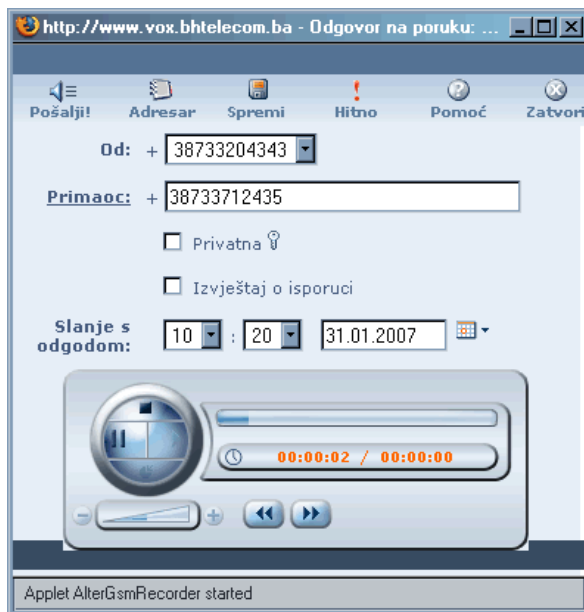 http://www.vox.bhtelecom.ba - Odgovor na poruku: ...
Pošalji! Adresar Spremi Hitno Pomoć Zatvori
Od: + 38733204343
Primaoc: + 38733712435
Privatna
Izvještaj o isporuci
Slanje s
odgodom: 10 : 20 31.01.2007
00:00:02 / 00:00:00
Applet AlterGsmRecorder started